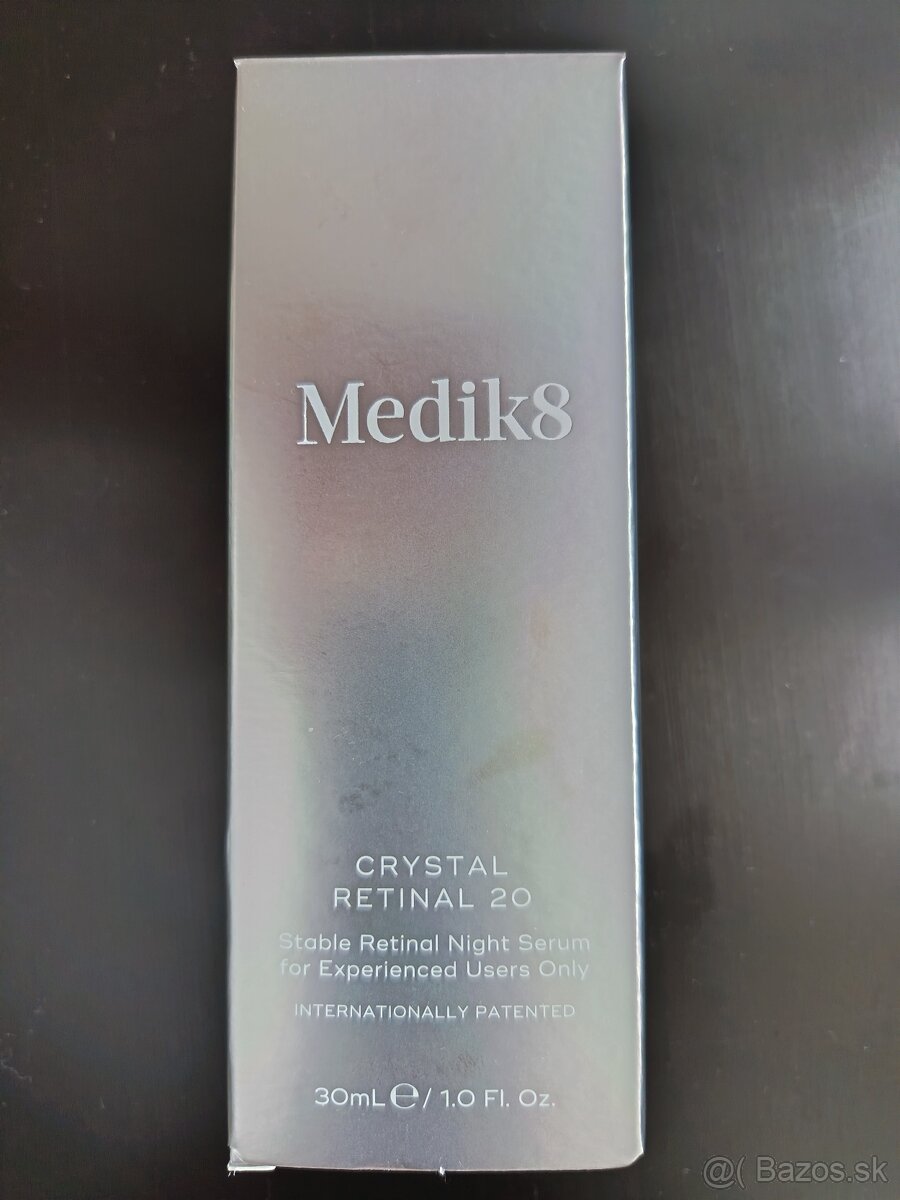 Medik8
CRYSTAL
RETINAL 20
Stable Retinal Night Serum
for Experienced Users Only
INTERNATIONALLY PATENTED
30mL ℮ / 1.0 Fl. Oz.
@( Bazos.sk